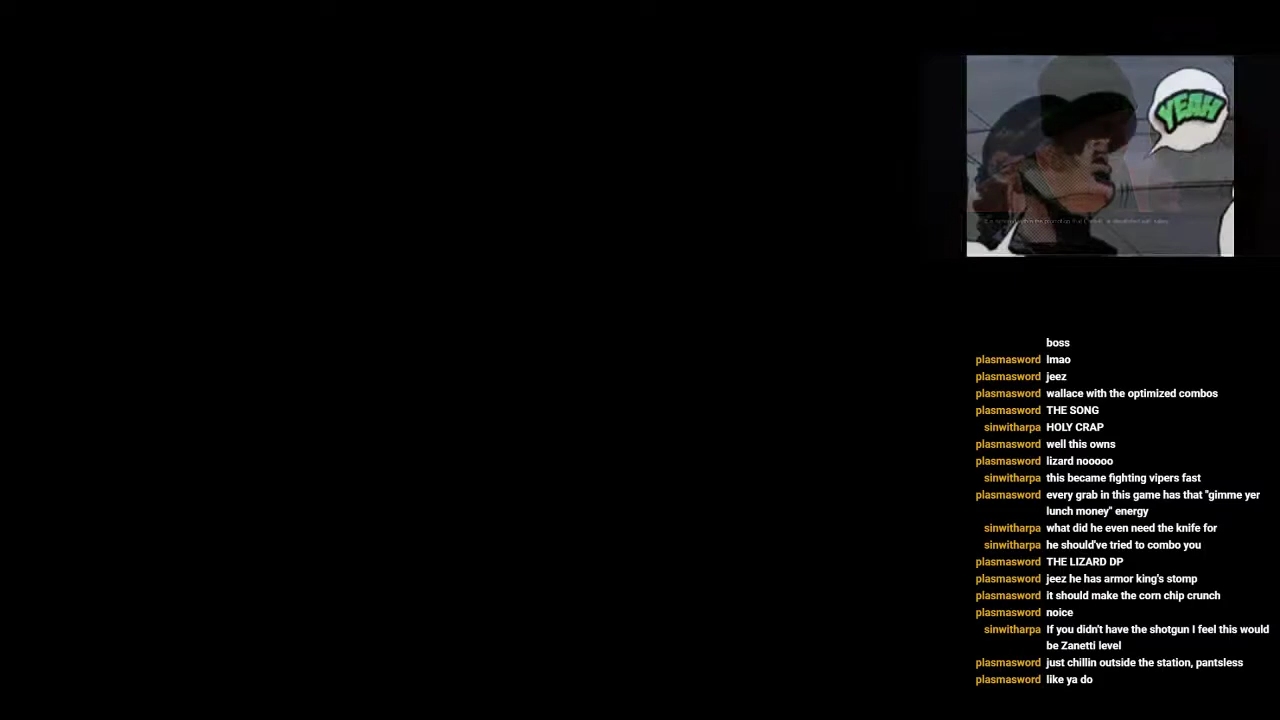 YEAH
boss
plasmasword lmao
plasmasword jeez
plasmasword wallace with the optimized combos
plasmasword THE SONG
sinwitharpa HOLY CRAP
plasmasword well this owns
plasmasword lizard nooooo
sinwitharpa this became fighting vipers fast
plasmasword every grab in this game has that "gimme yer
lunch money" energy
sinwitharpa what did he even need the knife for
sinwitharpa he should've tried to combo you
plasmasword THE LIZARD DP
plasmasword jeez he has armor king's stomp
plasmasword it should make the corn chip crunch
plasmasword noice
sinwitharpa If you didn't have the shotgun I feel this would
be Zanetti level
plasmasword just chillin outside the station, pantsless
plasmasword like ya do